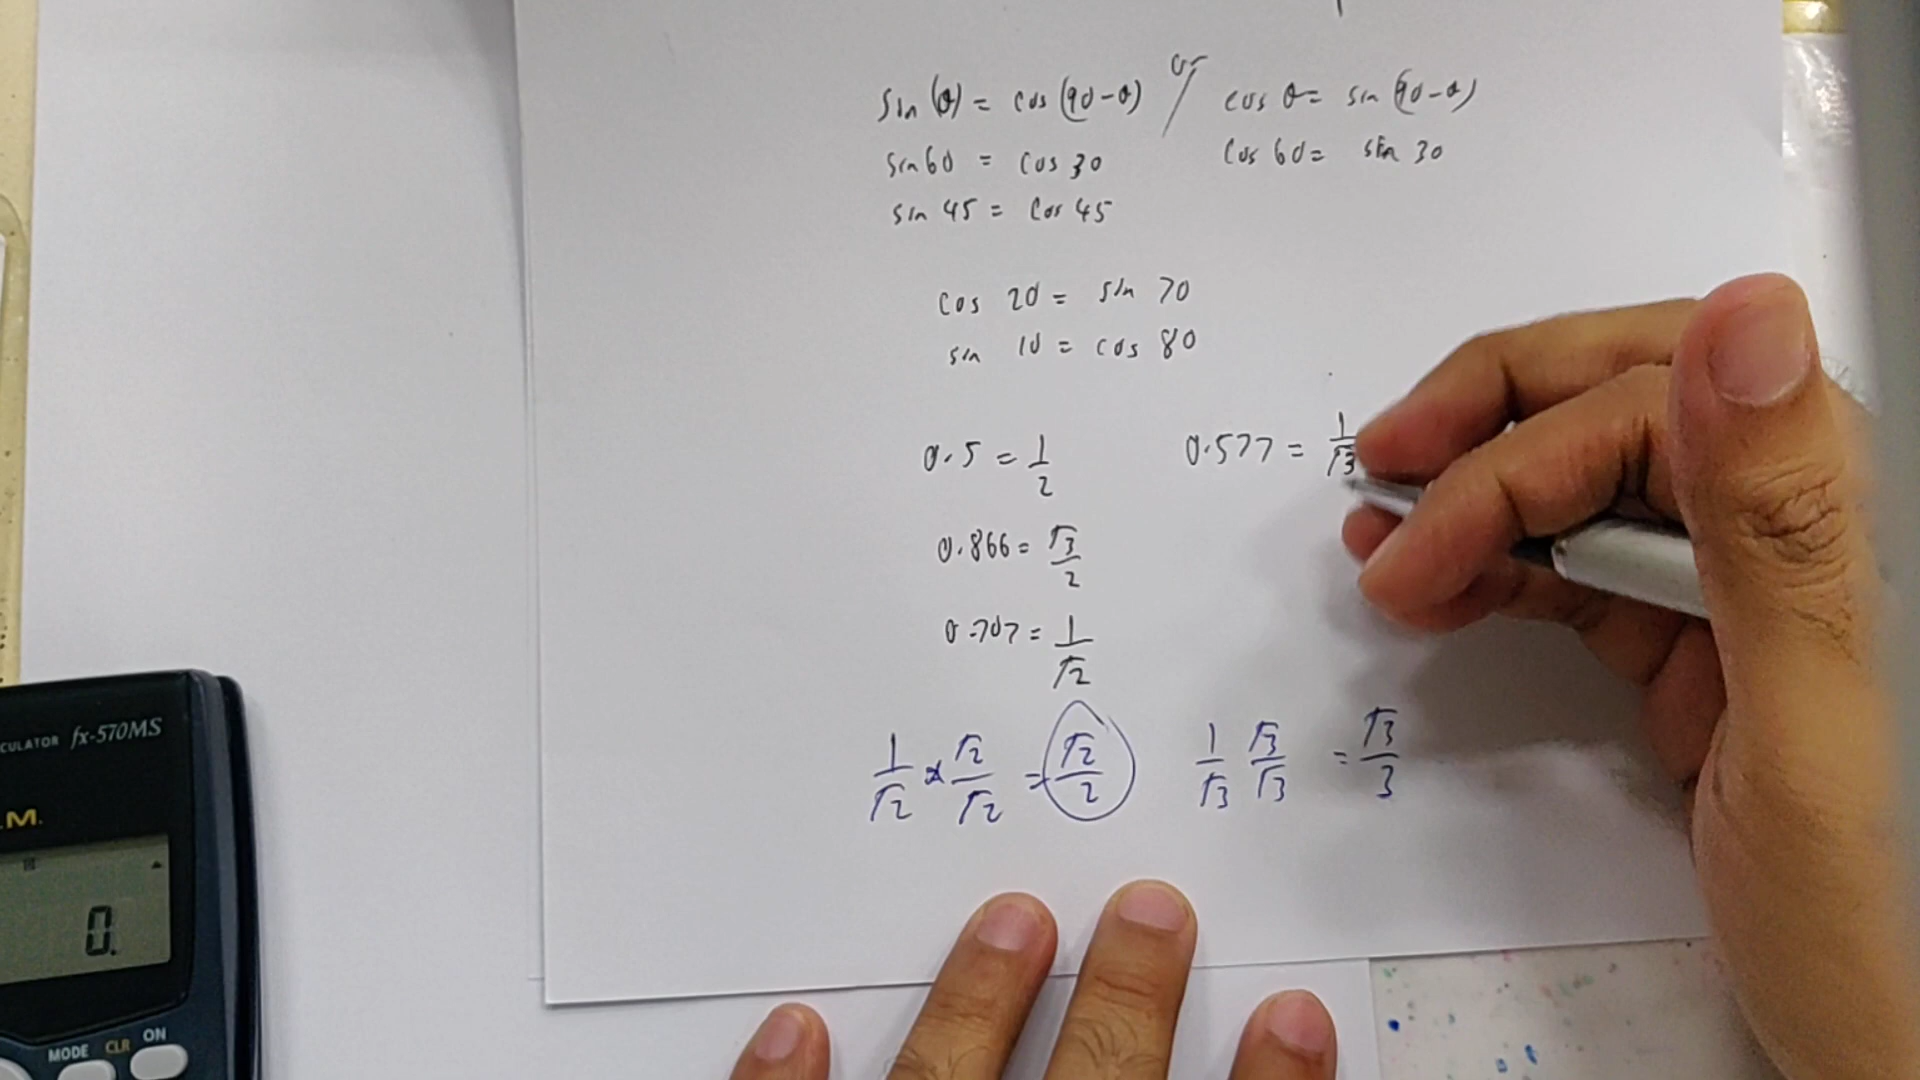 sin (θ) = cos (90-θ) or cos θ = sin (90-θ)
sin 60 = cos 30 cos 60 = sin 30
sin 45 = cos 45
cos 20 = sin 70
sin 10 = cos 80
0.5 = 1/2 0.577 = 1/√3
0.866 = √3/2
0.707 = 1/√2
1/√2 × √2/√2 = √2/2 1/√3 √3/√3 = √3/3
CULATOR fx-570MS
.M.
0.
MODE CLR ON